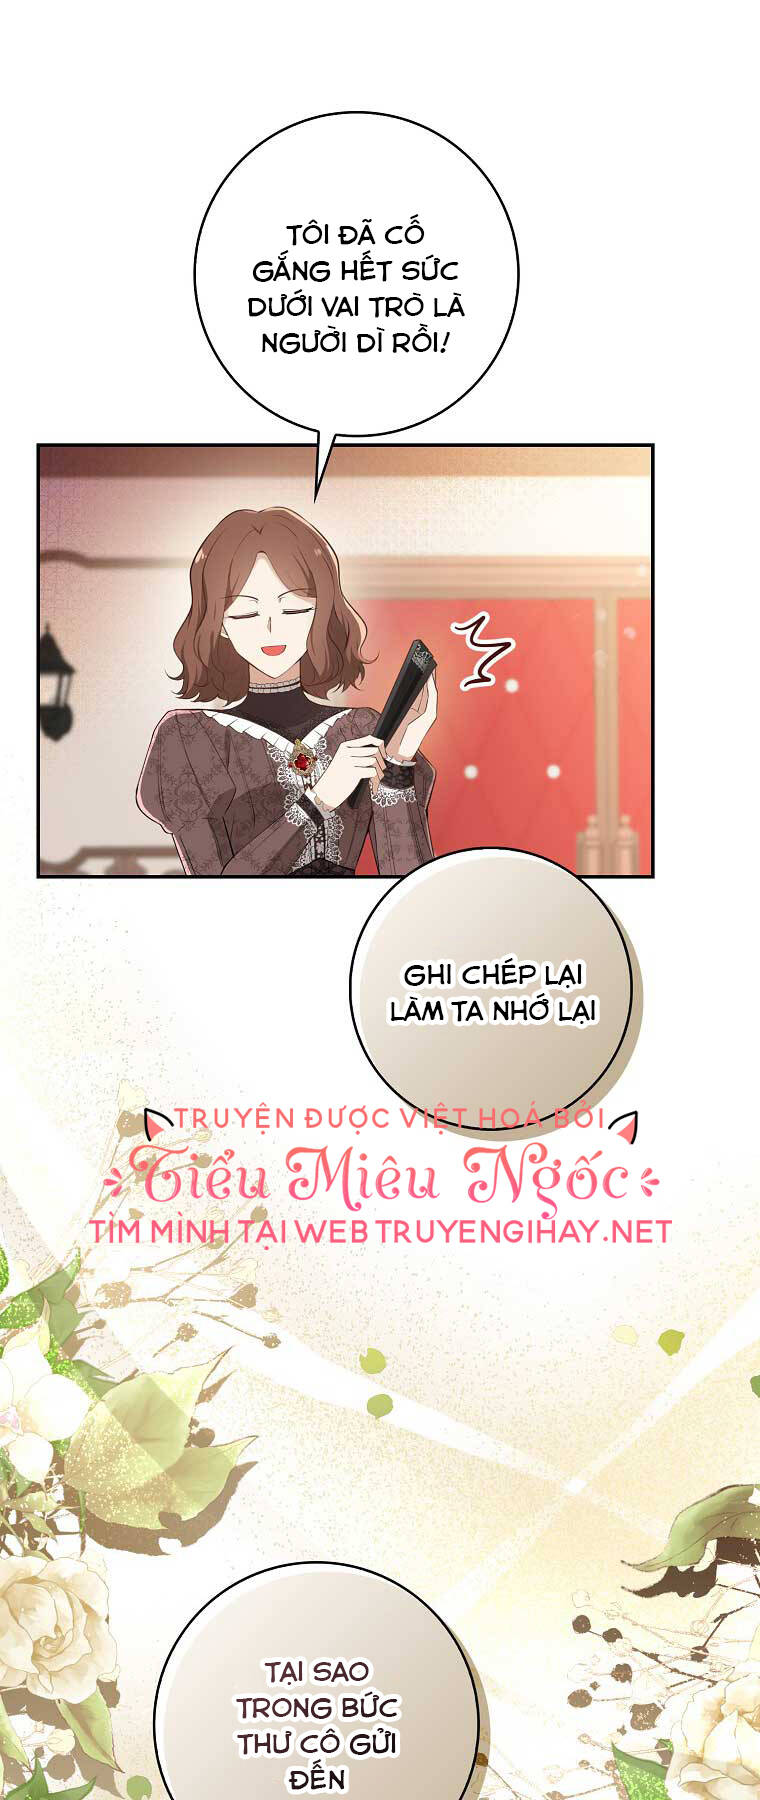 TÔI ĐÃ CỐ
GẮNG HẾT SỨC
DƯỚI VAI TRÒ LÀ
NGƯỜI DÌ RỒI!
GHI CHÉP LẠI
LÀM TA NHỚ LẠI
TRUYỆN ĐƯỢC VIỆT HOÁ BỞI
Tiểu Miêu Ngốc
TÌM MÌNH TẠI WEB TRUYENGIHAY.NET
TẠI SAO
TRONG BỨC
THƯ CÔ GỬI
ĐẾN